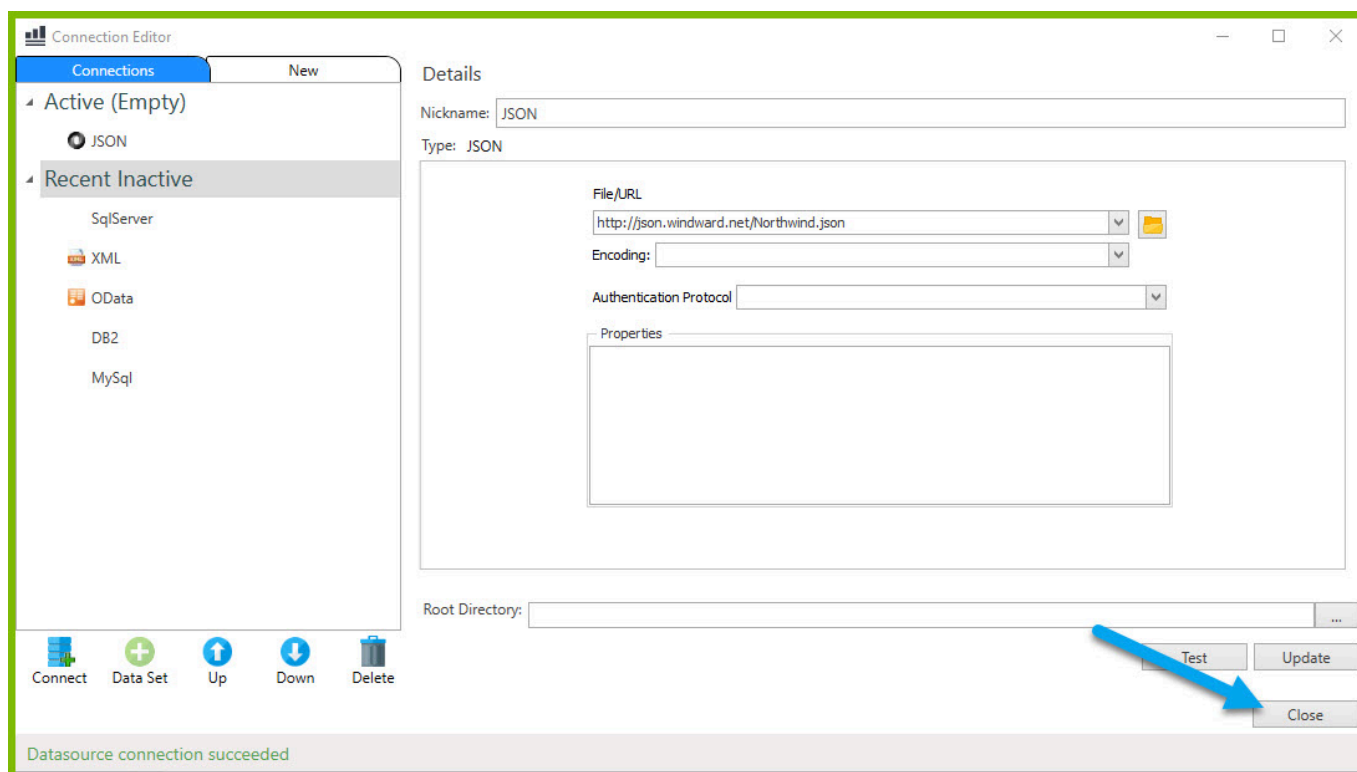 Connection Editor
Connections
New
Active (Empty)
JSON
Recent Inactive
SqlServer
XML
OData
DB2
MySql
Connect
Data Set
Up
Down
Delete
Details
Nickname: JSON
Type: JSON
File/URL
http://json.windward.net/Northwind.json
Encoding:
Authentication Protocol
Properties
Root Directory:
...
Test
Update
Close
Datasource connection succeeded